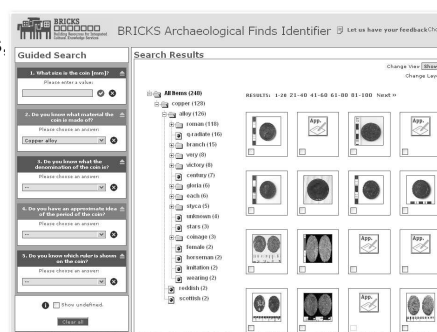 BRICKS
Building Resources for Integrated
Cultural Knowledge Services
BRICKS Archaeological Finds Identifier
Let us have your feedback
Guided Search
1. What size is the coin [mm]?
Please enter a value:
2. Do you know what material the
coin is made of?
Please choose an answer:
Copper alloy
3. Do you know what the
denomination of the coin is?
Please choose an answer:
--
4. Do you have an approximate idea
of the period of the coin?
Please choose an answer:
--
5. Do you know which ruler is shown
on the coin?
Please choose an answer:
--
Show undefined.
Clear all
Search Results
Change View
Show
All Items (240)
copper (128)
alloy (126)
roman (118)
q-radiate (16)
branch (15)
very (8)
victory (8)
century (7)
gloria (6)
each (6)
styca (5)
unknown (4)
stars (3)
coinage (3)
female (2)
horseman (2)
imitation (2)
wearing (2)
reddish (2)
scottish (2)
RESULTS: 1-20 21-40 41-60 61-80 81-100 Next »
App.
App.
App.
App.
App.